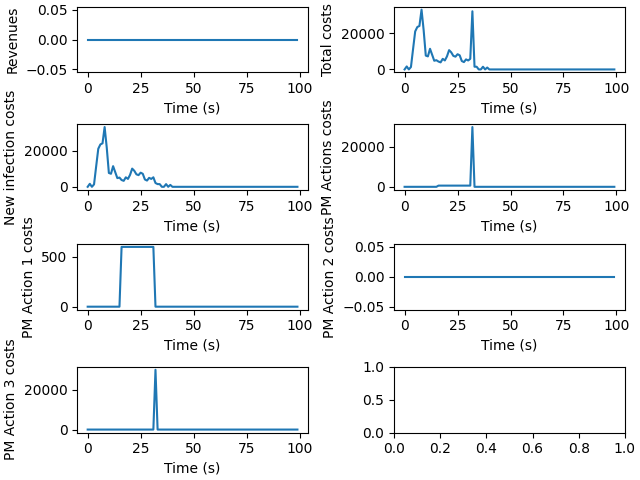 Revenues
0.05
0.00
−0.05
0 25 50 75 100
Time (s)
Total costs
20000
0
0 25 50 75 100
Time (s)
New infection costs
20000
0
0 25 50 75 100
Time (s)
PM Actions costs
20000
0
0 25 50 75 100
Time (s)
PM Action 1 costs
500
0
0 25 50 75 100
Time (s)
PM Action 2 costs
0.05
0.00
−0.05
0 25 50 75 100
Time (s)
PM Action 3 costs
20000
0
0 25 50 75 100
Time (s)
1.0
0.5
0.0
0.0 0.2 0.4 0.6 0.8 1.0